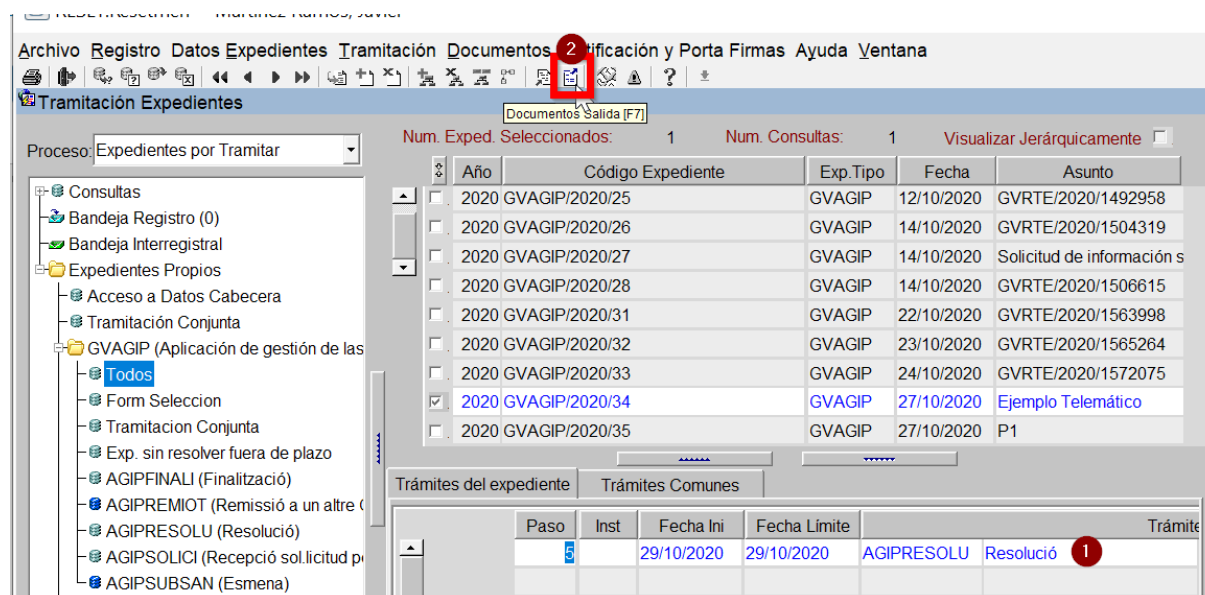 Archivo Registro Datos Expedientes Tramitación Documentos 2 tificación y Porta Firmas Ayuda Ventana
Tramitación Expedientes
Documentos Salida [F7]
Proceso: Expedientes por Tramitar
Consultas
Bandeja Registro (0)
Bandeja Interregistral
Expedientes Propios
Acceso a Datos Cabecera
Tramitación Conjunta
GVAGIP (Aplicación de gestión de las
Todos
Form Seleccion
Tramitacion Conjunta
Exp. sin resolver fuera de plazo
AGIPFINALI (Finalització)
AGIPREMIOT (Remissió a un altre
AGIPRESOLU (Resolució)
AGIPSOLICI (Recepció sol.licitud
AGIPSUBSAN (Esmena)
Num. Exped. Seleccionados: 1 Num. Consultas: 1 Visualizar Jerárquicamente
Año Código Expediente Exp.Tipo Fecha Asunto
2020 GVAGIP/2020/25 GVAGIP 12/10/2020 GVRTE/2020/1492958
2020 GVAGIP/2020/26 GVAGIP 14/10/2020 GVRTE/2020/1504319
2020 GVAGIP/2020/27 GVAGIP 14/10/2020 Solicitud de información s
2020 GVAGIP/2020/28 GVAGIP 14/10/2020 GVRTE/2020/1506615
2020 GVAGIP/2020/31 GVAGIP 22/10/2020 GVRTE/2020/1563998
2020 GVAGIP/2020/32 GVAGIP 23/10/2020 GVRTE/2020/1565264
2020 GVAGIP/2020/33 GVAGIP 24/10/2020 GVRTE/2020/1572075
2020 GVAGIP/2020/34 GVAGIP 27/10/2020 Ejemplo Telemático
2020 GVAGIP/2020/35 GVAGIP 27/10/2020 P1
Trámites del expediente Trámites Comunes
Paso Inst Fecha Ini Fecha Límite Trámite
5 29/10/2020 29/10/2020 AGIPRESOLU Resolució 1